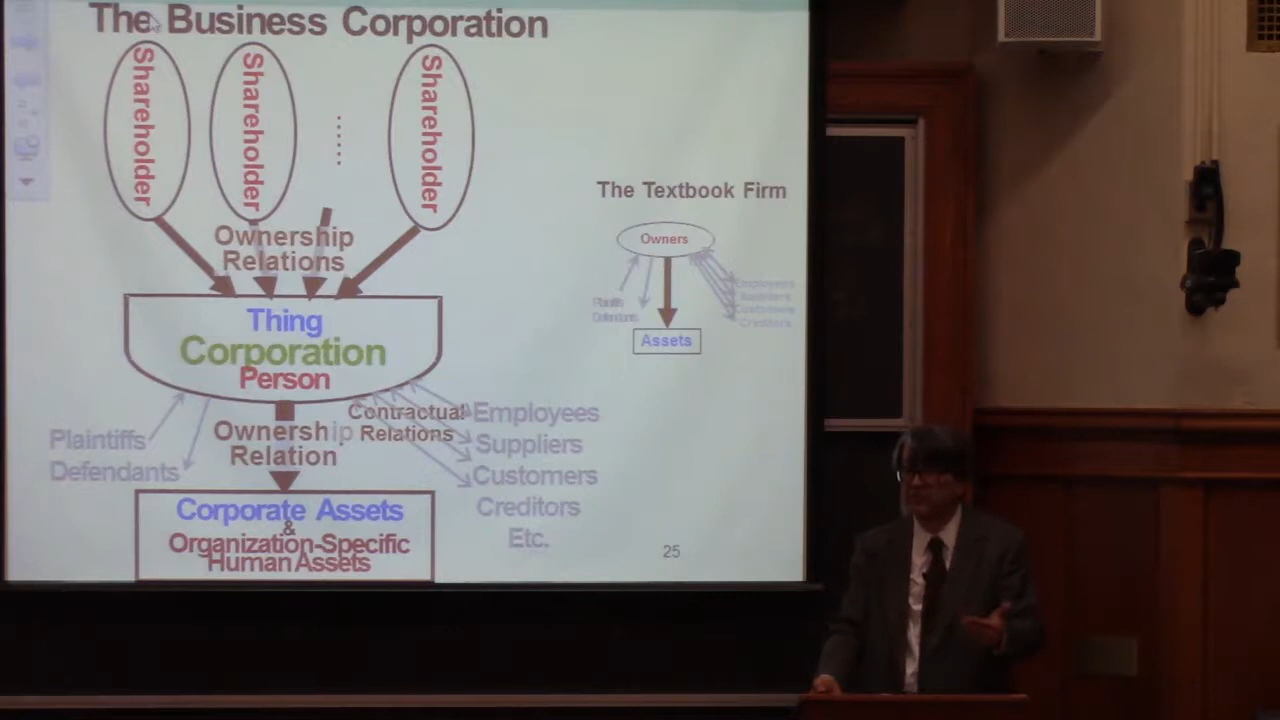 The Business Corporation
Shareholder
Shareholder
Shareholder
Ownership
Relations
Thing
Corporation
Person
Plaintiffs
Defendants
Ownership
Relation
Contractual
Relations
Employees
Suppliers
Customers
Creditors
Etc.
Corporate Assets
&
Organization-Specific
Human Assets
The Textbook Firm
Owners
Plaintiffs
Defendants
Employees
Suppliers
Customers
Creditors
Assets
25